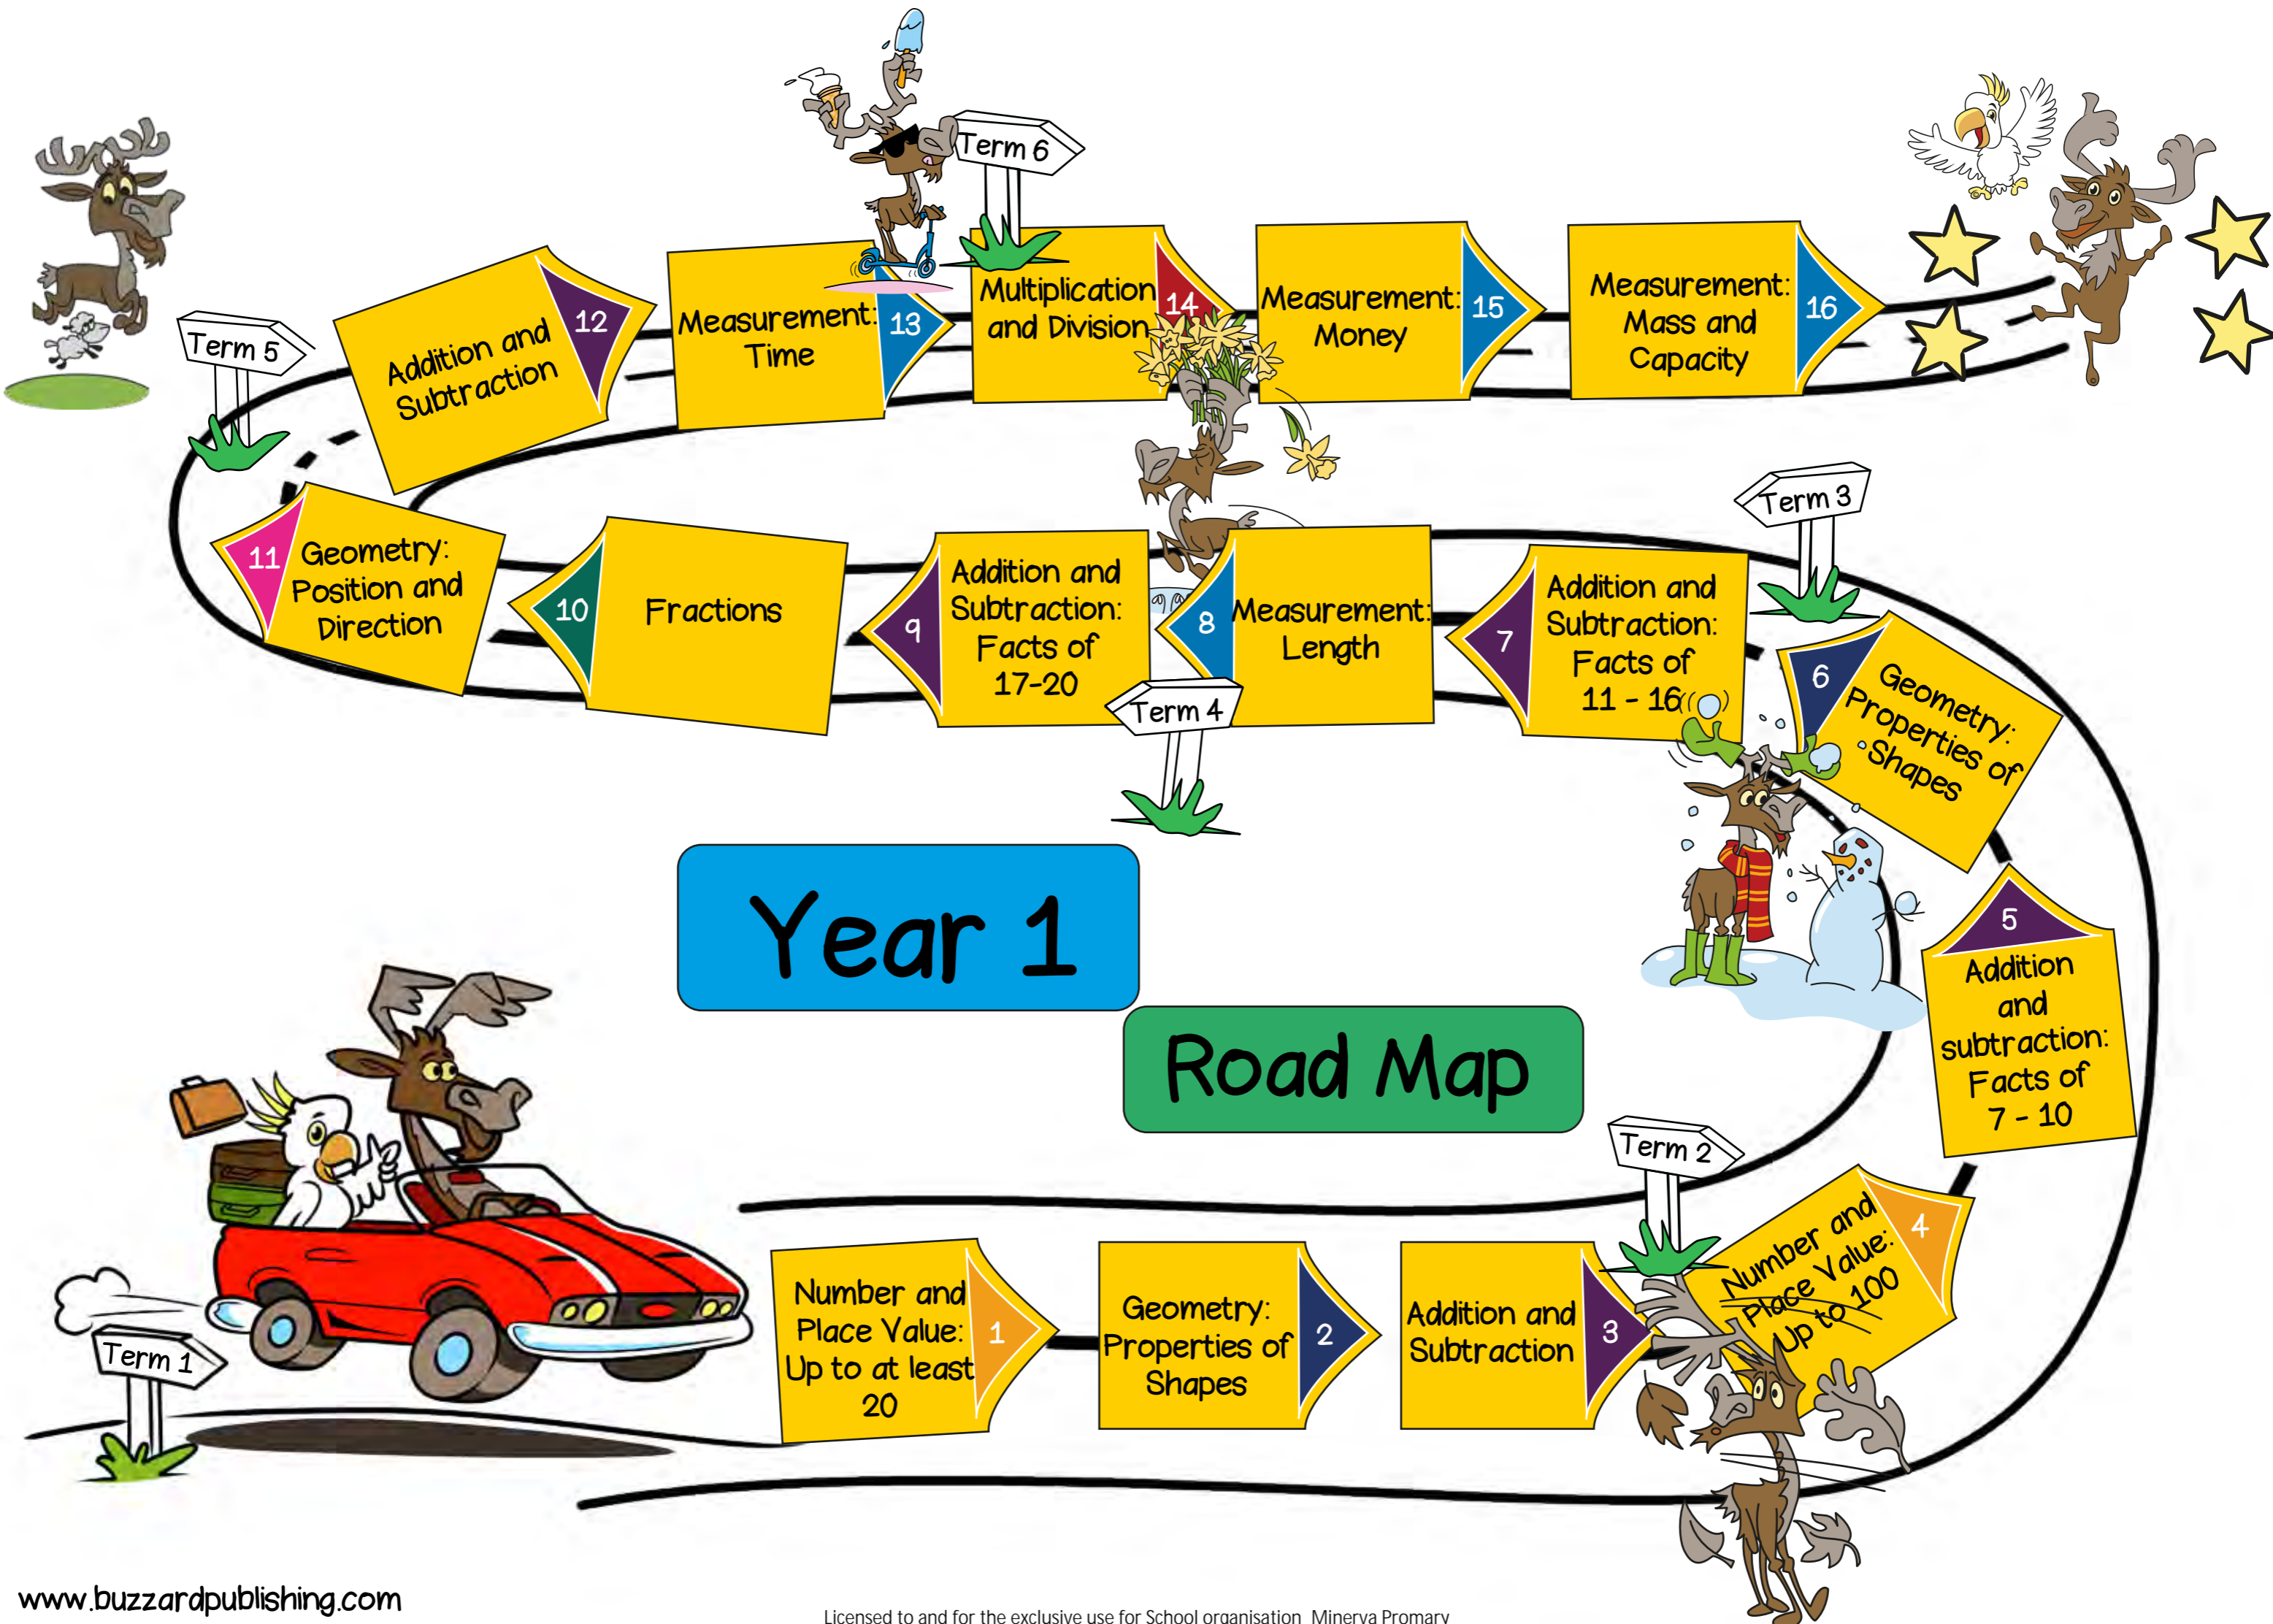 Term 6
Term 5
Addition and
Subtraction
12
Measurement:
Time
13
Multiplication
and Division
14
Measurement:
Money
15
Measurement:
Mass and
Capacity
16
Term 3
11
Geometry:
Position and
Direction
10
Fractions
9
Addition and
Subtraction:
Facts of
17-20
8
Measurement:
Length
7
Addition and
Subtraction:
Facts of
11 - 16
6
Geometry:
Properties of
Shapes
Term 4
Year 1
Road Map
5
Addition
and
subtraction:
Facts of
7 - 10
Term 2
Term 1
Number and
Place Value:
Up to at least
20
1
Geometry:
Properties of
Shapes
2
Addition and
Subtraction
3
Number and
Place Value:
Up to 100
4
www.buzzardpublishing.com
Licensed to and for the exclusive use for School organisation Minerva Promary